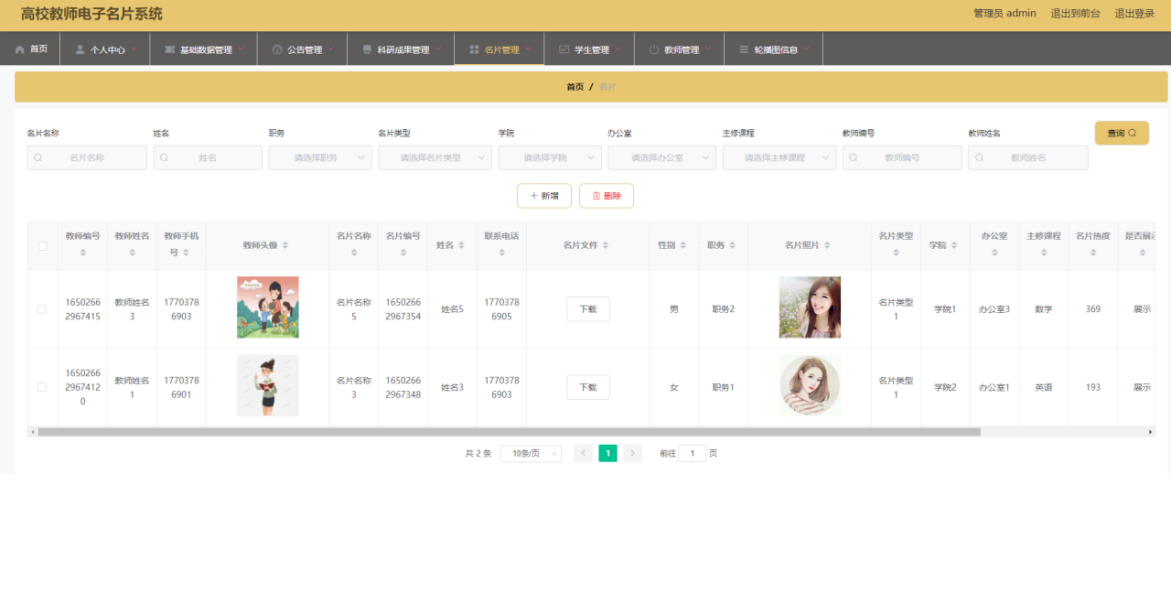 高校教师电子名片系统 管理员 admin 退出到前台 退出登录
首页 个人中心 基础数据管理 公告管理 科研成果管理 名片管理 学生管理 教师管理 轮播图信息
首页 / 名片
名片名称 姓名 职务 名片类型 学院 办公室 主修课程 教师编号 教师姓名 查询
名片名称 姓名 请选择职务 请选择名片类型 请选择学院 请选择办公室 请选择主修课程 教师编号 教师姓名
+ 新增 删除
教师编号 教师姓名 教师手机号 教师头像 名片名称 名片编号 姓名 联系电话 名片文件 性别 职务 名片照片 名片类型 学院 办公室 主修课程 名片热度 是否展
16502662967415 教师姓名3 17703786903 名片名称5 16502662967354 姓名5 17703786905 下载 男 职务2 名片类型1 学院1 办公室3 数学 369 展示
165026629674120 教师姓名1 17703786901 名片名称3 16502662967348 姓名3 17703786903 下载 女 职务1 名片类型1 学院2 办公室1 英语 193 展示
共 2 条 10条/页 1 前往 1 页